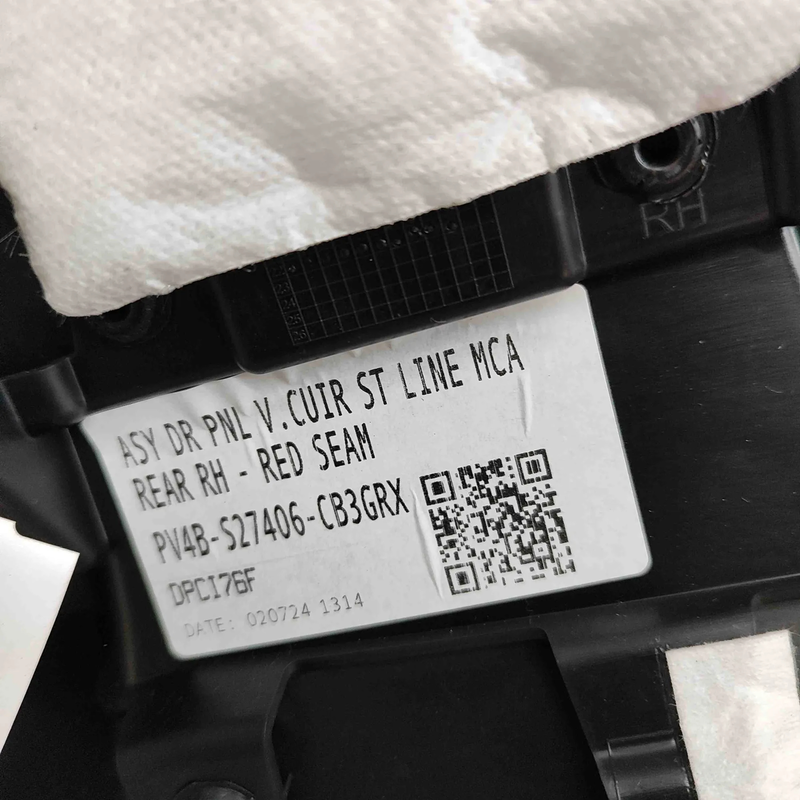 RH
ASY DR PNL V.CUIR ST LINE MCA
REAR RH - RED SEAM
PV4B-S27406-CB3GRX
DPCI76F
DATE: 020724 1314